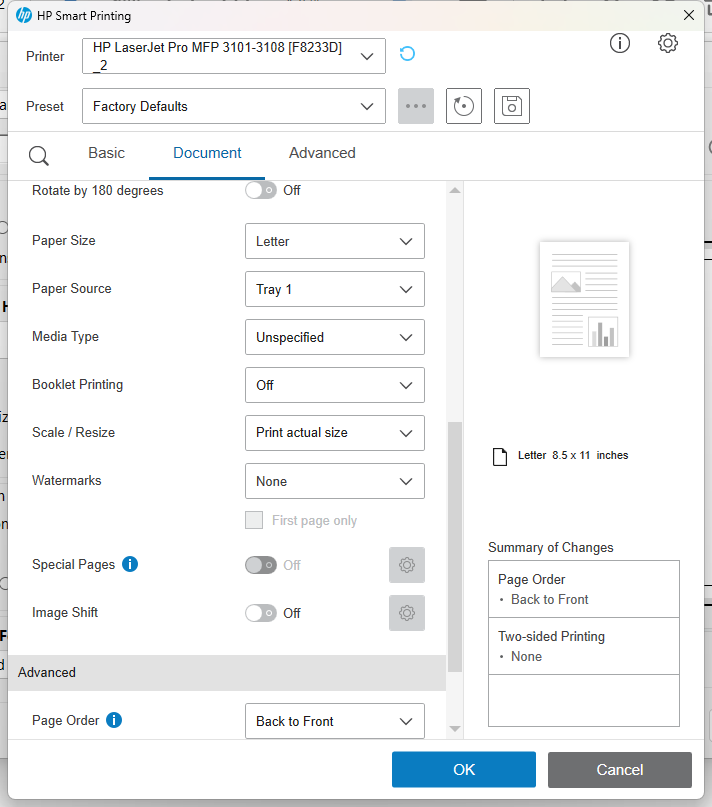 HP Smart Printing
Printer
HP LaserJet Pro MFP 3101-3108 [F8233D]
_2
Preset
Factory Defaults
Basic
Document
Advanced
Rotate by 180 degrees
Off
Paper Size
Letter
Paper Source
Tray 1
Media Type
Unspecified
Booklet Printing
Off
Scale / Resize
Print actual size
Watermarks
None
First page only
Special Pages
Off
Image Shift
Off
Advanced
Page Order
Back to Front
Letter 8.5 x 11 inches
Summary of Changes
Page Order
• Back to Front
Two-sided Printing
• None
OK
Cancel